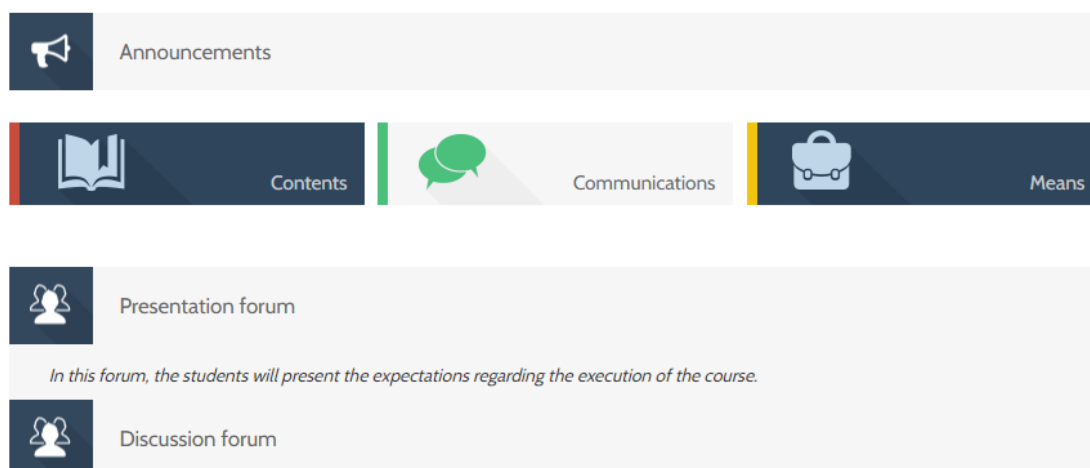 Announcements
Contents
Communications
Means
Presentation forum
In this forum, the students will present the expectations regarding the execution of the course.
Discussion forum